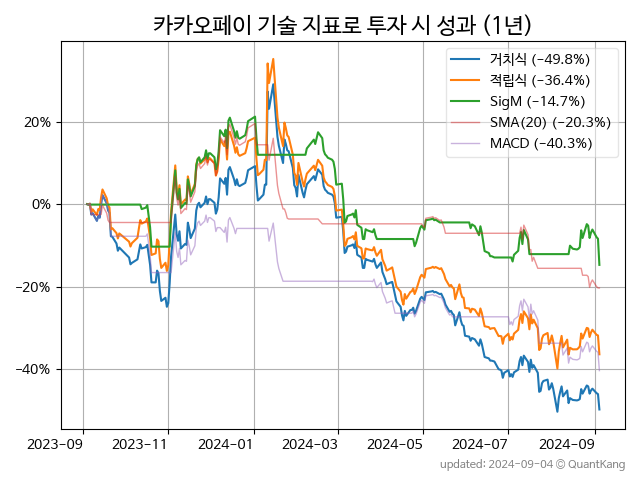 카카오페이 기술 지표로 투자 시 성과 (1년)
거치식 (-49.8%)
적립식 (-36.4%)
SigM (-14.7%)
SMA(20) (-20.3%)
MACD (-40.3%)
20%
0%
-20%
-40%
2023-09 2023-11 2024-01 2024-03 2024-05 2024-07 2024-09
updated: 2024-09-04 © QuantKang